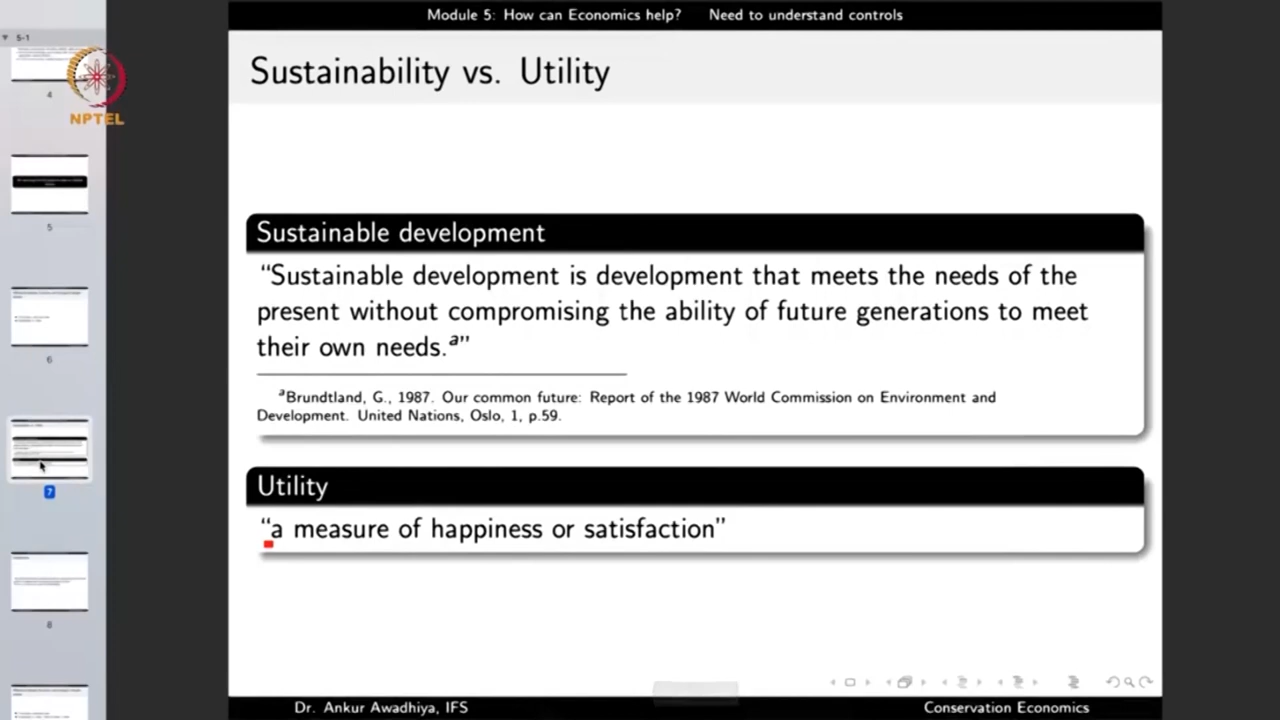 Module 5: How can Economics help? Need to understand controls
5-1
NPTEL
4
5
6
7
8
Sustainability vs. Utility
Sustainable development
“Sustainable development is development that meets the needs of the
present without compromising the ability of future generations to meet
their own needs.ᵃ”
ᵃBrundtland, G., 1987. Our common future: Report of the 1987 World Commission on Environment and
Development. United Nations, Oslo, 1, p.59.
Utility
“a measure of happiness or satisfaction”
Dr. Ankur Awadhiya, IFS Conservation Economics